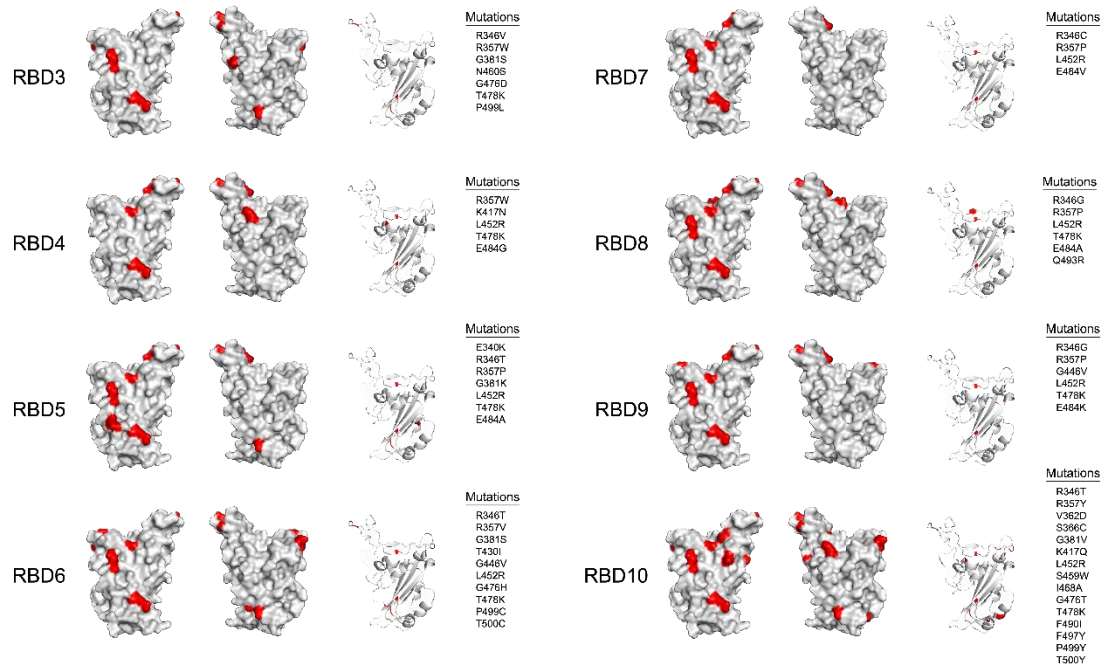 RBD3
Mutations
R346V
R357W
G381S
N460S
G476D
T478K
P499L
RBD4
Mutations
R357W
K417N
L452R
T478K
E484G
RBD5
Mutations
E340K
R346T
R357P
G381K
L452R
T478K
E484A
RBD6
Mutations
R346T
R357V
G381S
T430I
G446V
L452R
G476H
T478K
P499C
T500C
RBD7
Mutations
R346C
R357P
L452R
E484V
RBD8
Mutations
R346G
R357P
L452R
T478K
E484A
Q493R
RBD9
Mutations
R346G
R357P
G446V
L452R
T478K
E484K
RBD10
Mutations
R346T
R357Y
V362D
S366C
G381V
K417Q
L452R
S459W
I468A
G476T
T478K
F490I
F497Y
P499Y
T500Y